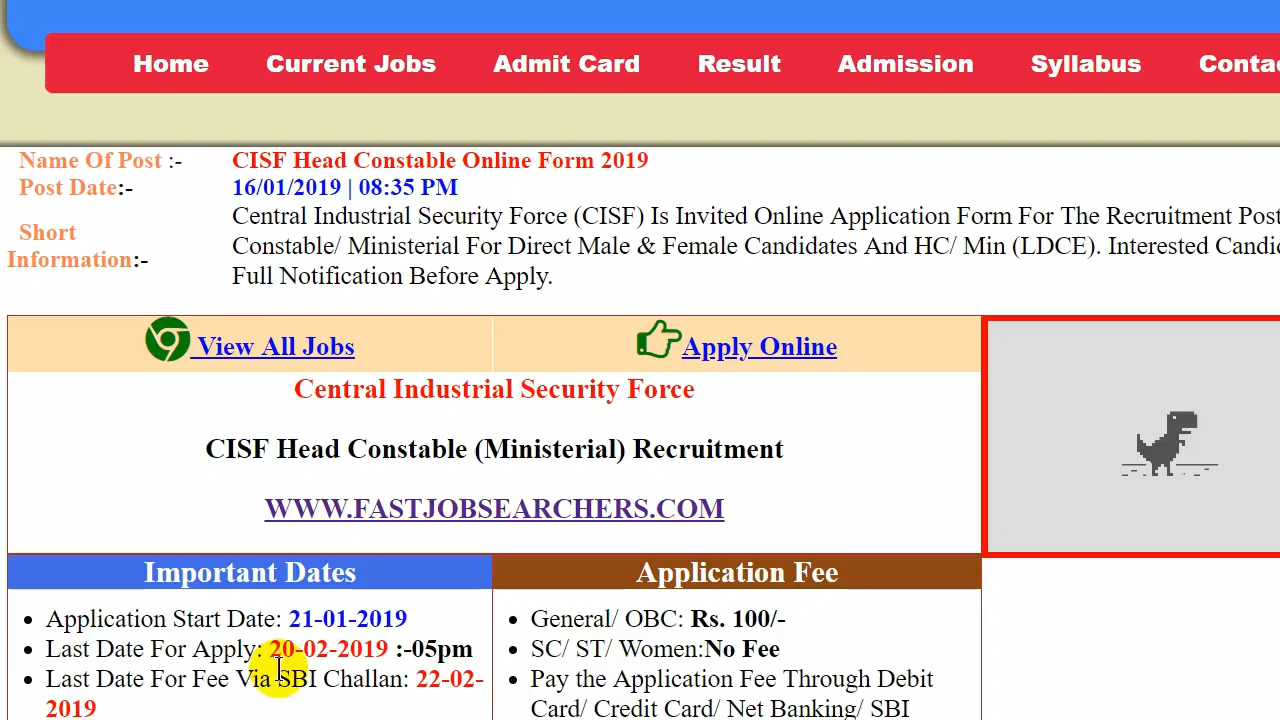 Home Current Jobs Admit Card Result Admission Syllabus Conta
Name Of Post :- CISF Head Constable Online Form 2019
Post Date:- 16/01/2019 | 08:35 PM
Short Information:-
Central Industrial Security Force (CISF) Is Invited Online Application Form For The Recruitment Post
Constable/ Ministerial For Direct Male & Female Candidates And HC/ Min (LDCE). Interested Candid
Full Notification Before Apply.
View All Jobs Apply Online
Central Industrial Security Force
CISF Head Constable (Ministerial) Recruitment
WWW.FASTJOBSEARCHERS.COM
Important Dates
Application Start Date: 21-01-2019
Last Date For Apply: 20-02-2019 :-05pm
Last Date For Fee Via SBI Challan: 22-02-
2019
Application Fee
General/ OBC: Rs. 100/-
SC/ ST/ Women:No Fee
Pay the Application Fee Through Debit
Card/ Credit Card/ Net Banking/ SBI